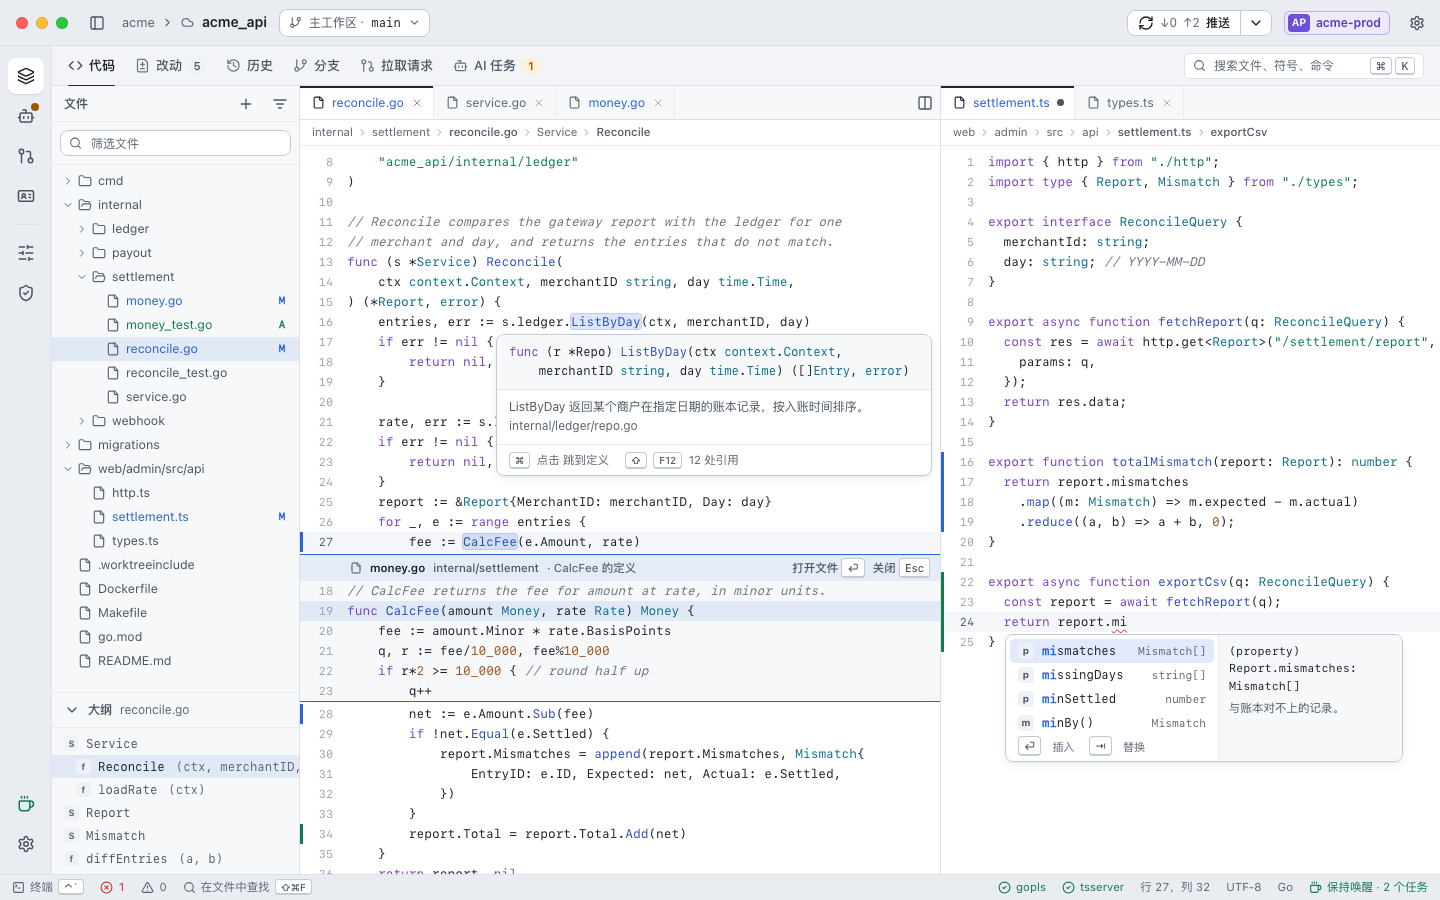 acme
acme_api
主工作区 · main
↓0 ↑2 推送
AP acme-prod
代码
改动 5
历史
分支
拉取请求
AI 任务 1
搜索文件、符号、命令 ⌘ K
文件
筛选文件
cmd
internal
ledger
payout
settlement
money.go M
money_test.go A
reconcile.go M
reconcile_test.go
service.go
webhook
migrations
web/admin/src/api
http.ts
settlement.ts M
types.ts
.worktreeinclude
Dockerfile
Makefile
go.mod
README.md
大纲 reconcile.go
S Service
f Reconcile (ctx, merchantID,
f loadRate (ctx)
S Report
S Mismatch
f diffEntries (a, b)
reconcile.go
service.go
money.go
internal > settlement > reconcile.go > Service > Reconcile
8 "acme_api/internal/ledger"
9 )
10
11 // Reconcile compares the gateway report with the ledger for one
12 // merchant and day, and returns the entries that do not match.
13 func (s *Service) Reconcile(
14 ctx context.Context, merchantID string, day time.Time,
15 ) (*Report, error) {
16 entries, err := s.ledger.ListByDay(ctx, merchantID, day)
17 if err != nil {
18 return nil,
19 }
20
21 rate, err := s.
22 if err != nil {
23 return nil,
24 }
25 report := &Report{MerchantID: merchantID, Day: day}
26 for _, e := range entries {
27 fee := CalcFee(e.Amount, rate)
func (r *Repo) ListByDay(ctx context.Context,
merchantID string, day time.Time) ([]Entry, error)
ListByDay 返回某个商户在指定日期的账本记录，按入账时间排序。
internal/ledger/repo.go
⌘ 点击 跳到定义 ⇧ F12 12 处引用
money.go internal/settlement · CalcFee 的定义 打开文件 ⏎ 关闭 Esc
18 // CalcFee returns the fee for amount at rate, in minor units.
19 func CalcFee(amount Money, rate Rate) Money {
20 fee := amount.Minor * rate.BasisPoints
21 q, r := fee/10_000, fee%10_000
22 if r*2 >= 10_000 { // round half up
23 q++
28 net := e.Amount.Sub(fee)
29 if !net.Equal(e.Settled) {
30 report.Mismatches = append(report.Mismatches, Mismatch{
31 EntryID: e.ID, Expected: net, Actual: e.Settled,
32 })
33 }
34 report.Total = report.Total.Add(net)
35 }
36 return report, nil
settlement.ts
types.ts
web > admin > src > api > settlement.ts > exportCsv
1 import { http } from "./http";
2 import type { Report, Mismatch } from "./types";
3
4 export interface ReconcileQuery {
5 merchantId: string;
6 day: string; // YYYY-MM-DD
7 }
8
9 export async function fetchReport(q: ReconcileQuery) {
10 const res = await http.get<Report>("/settlement/report",
11 params: q,
12 });
13 return res.data;
14 }
15
16 export function totalMismatch(report: Report): number {
17 return report.mismatches
18 .map((m: Mismatch) => m.expected - m.actual)
19 .reduce((a, b) => a + b, 0);
20 }
21
22 export async function exportCsv(q: ReconcileQuery) {
23 const report = await fetchReport(q);
24 return report.mi
25 }
p mismatches Mismatch[]
p missingDays string[]
p minSettled number
m minBy() Mismatch
⏎ 插入 ⇥ 替换
(property)
Report.mismatches:
Mismatch[]
与账本对不上的记录。
终端 ⌃`
1
0
在文件中查找 ⇧⌘F
gopls
tsserver
行 27，列 32
UTF-8
Go
保持唤醒 · 2 个任务